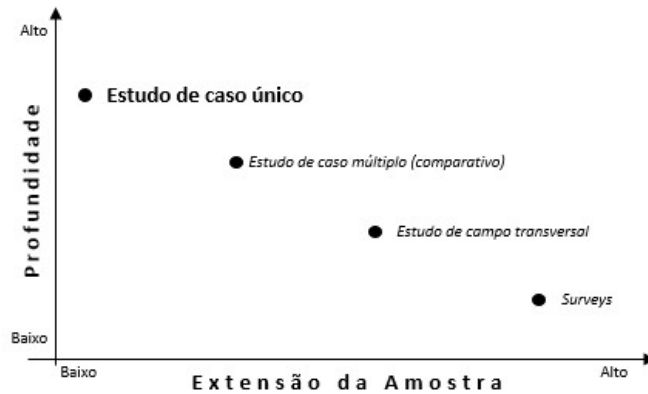 Alto
Estudo de caso único
Estudo de caso múltiplo (comparativo)
Profundidade
Estudo de campo transversal
Surveys
Baixo
Baixo
Extensão da Amostra
Alto